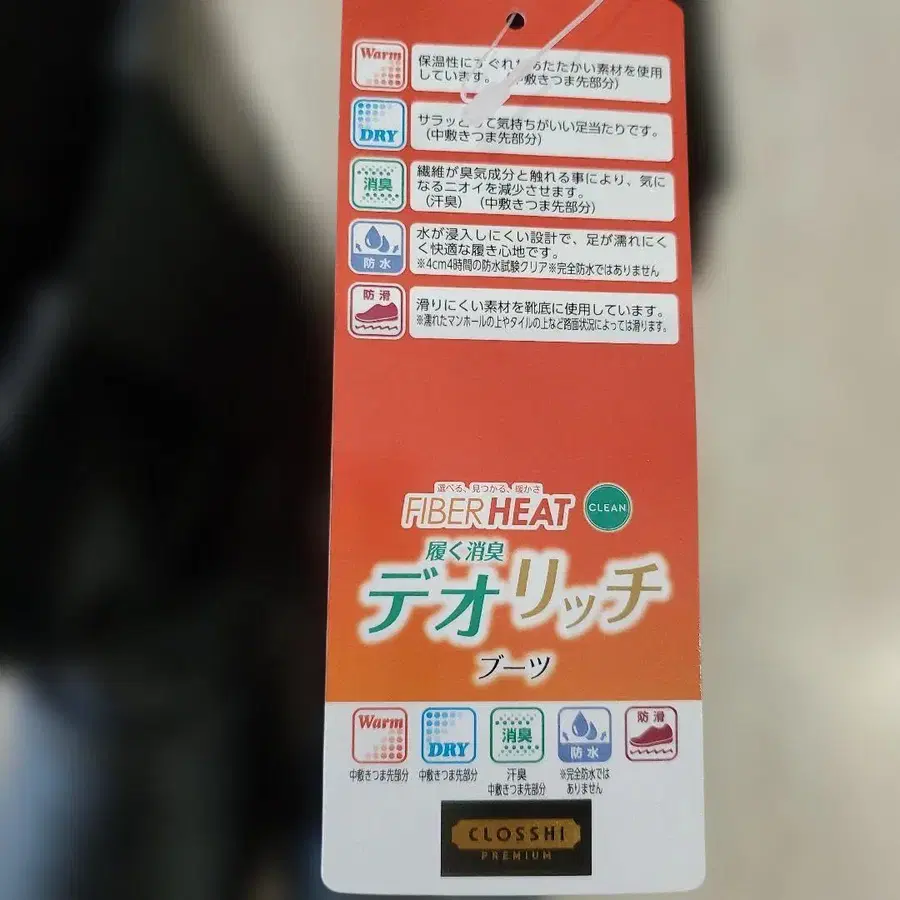 Warm
保温性にすぐれたあたたかい素材を使用
しています。（中敷きつま先部分）
DRY
サラッとして気持ちがいい足当たりです。
（中敷きつま先部分）
消臭
繊維が臭気成分と触れる事により、気に
なるニオイを減少させます。
（汗臭）（中敷きつま先部分）
防水
水が浸入しにくい設計で、足が濡れにく
く快適な履き心地です。
※4cm4時間の防水試験クリア※完全防水ではありません
防滑
滑りにくい素材を靴底に使用しています。
※濡れたマンホールの上やタイルの上など路面状況によっては滑ります。
選べる、見つかる、暖かさ
FIBER HEAT
CLEAN
履く消臭
デオリッチ
ブーツ
Warm
DRY
消臭
防水
防滑
中敷きつま先部分
中敷きつま先部分
汗臭
中敷きつま先部分
※完全防水では
ありません
CLOSSHI
PREMIUM